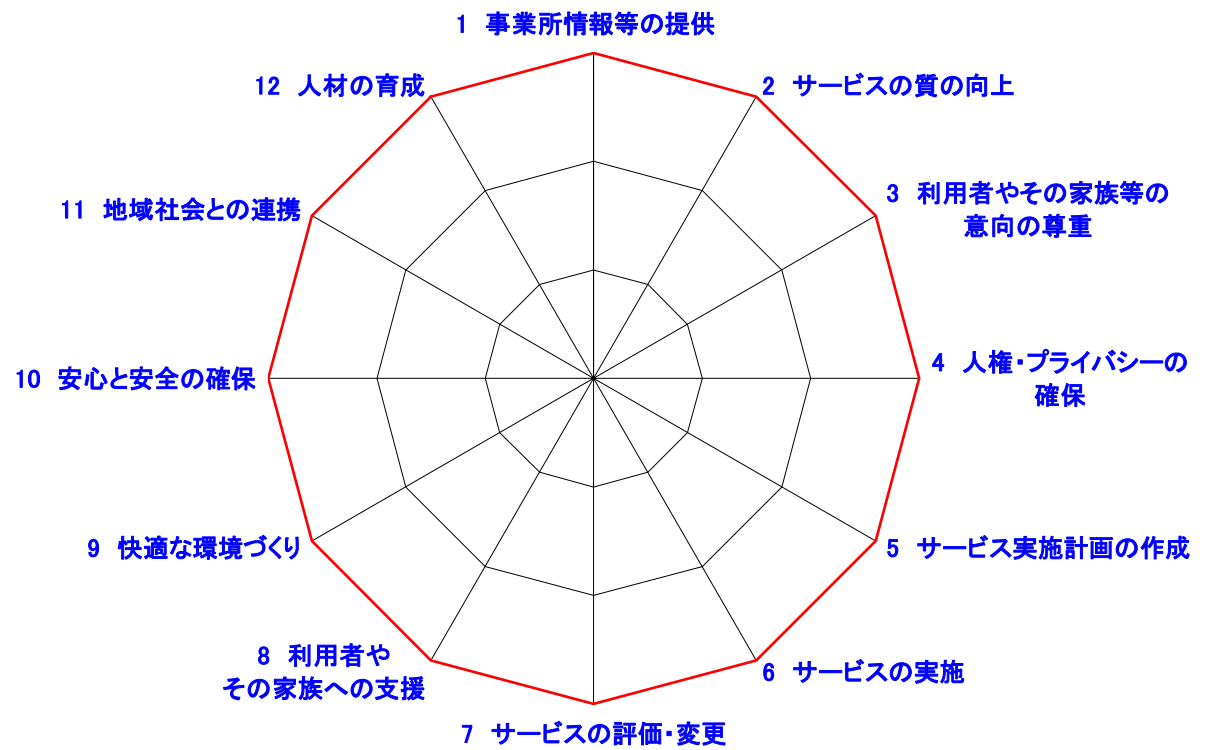 1 事業所情報等の提供
2 サービスの質の向上
3 利用者やその家族等の
意向の尊重
4 人権・プライバシーの
確保
5 サービス実施計画の作成
6 サービスの実施
7 サービスの評価・変更
8 利用者や
その家族への支援
9 快適な環境づくり
10 安心と安全の確保
11 地域社会との連携
12 人材の育成